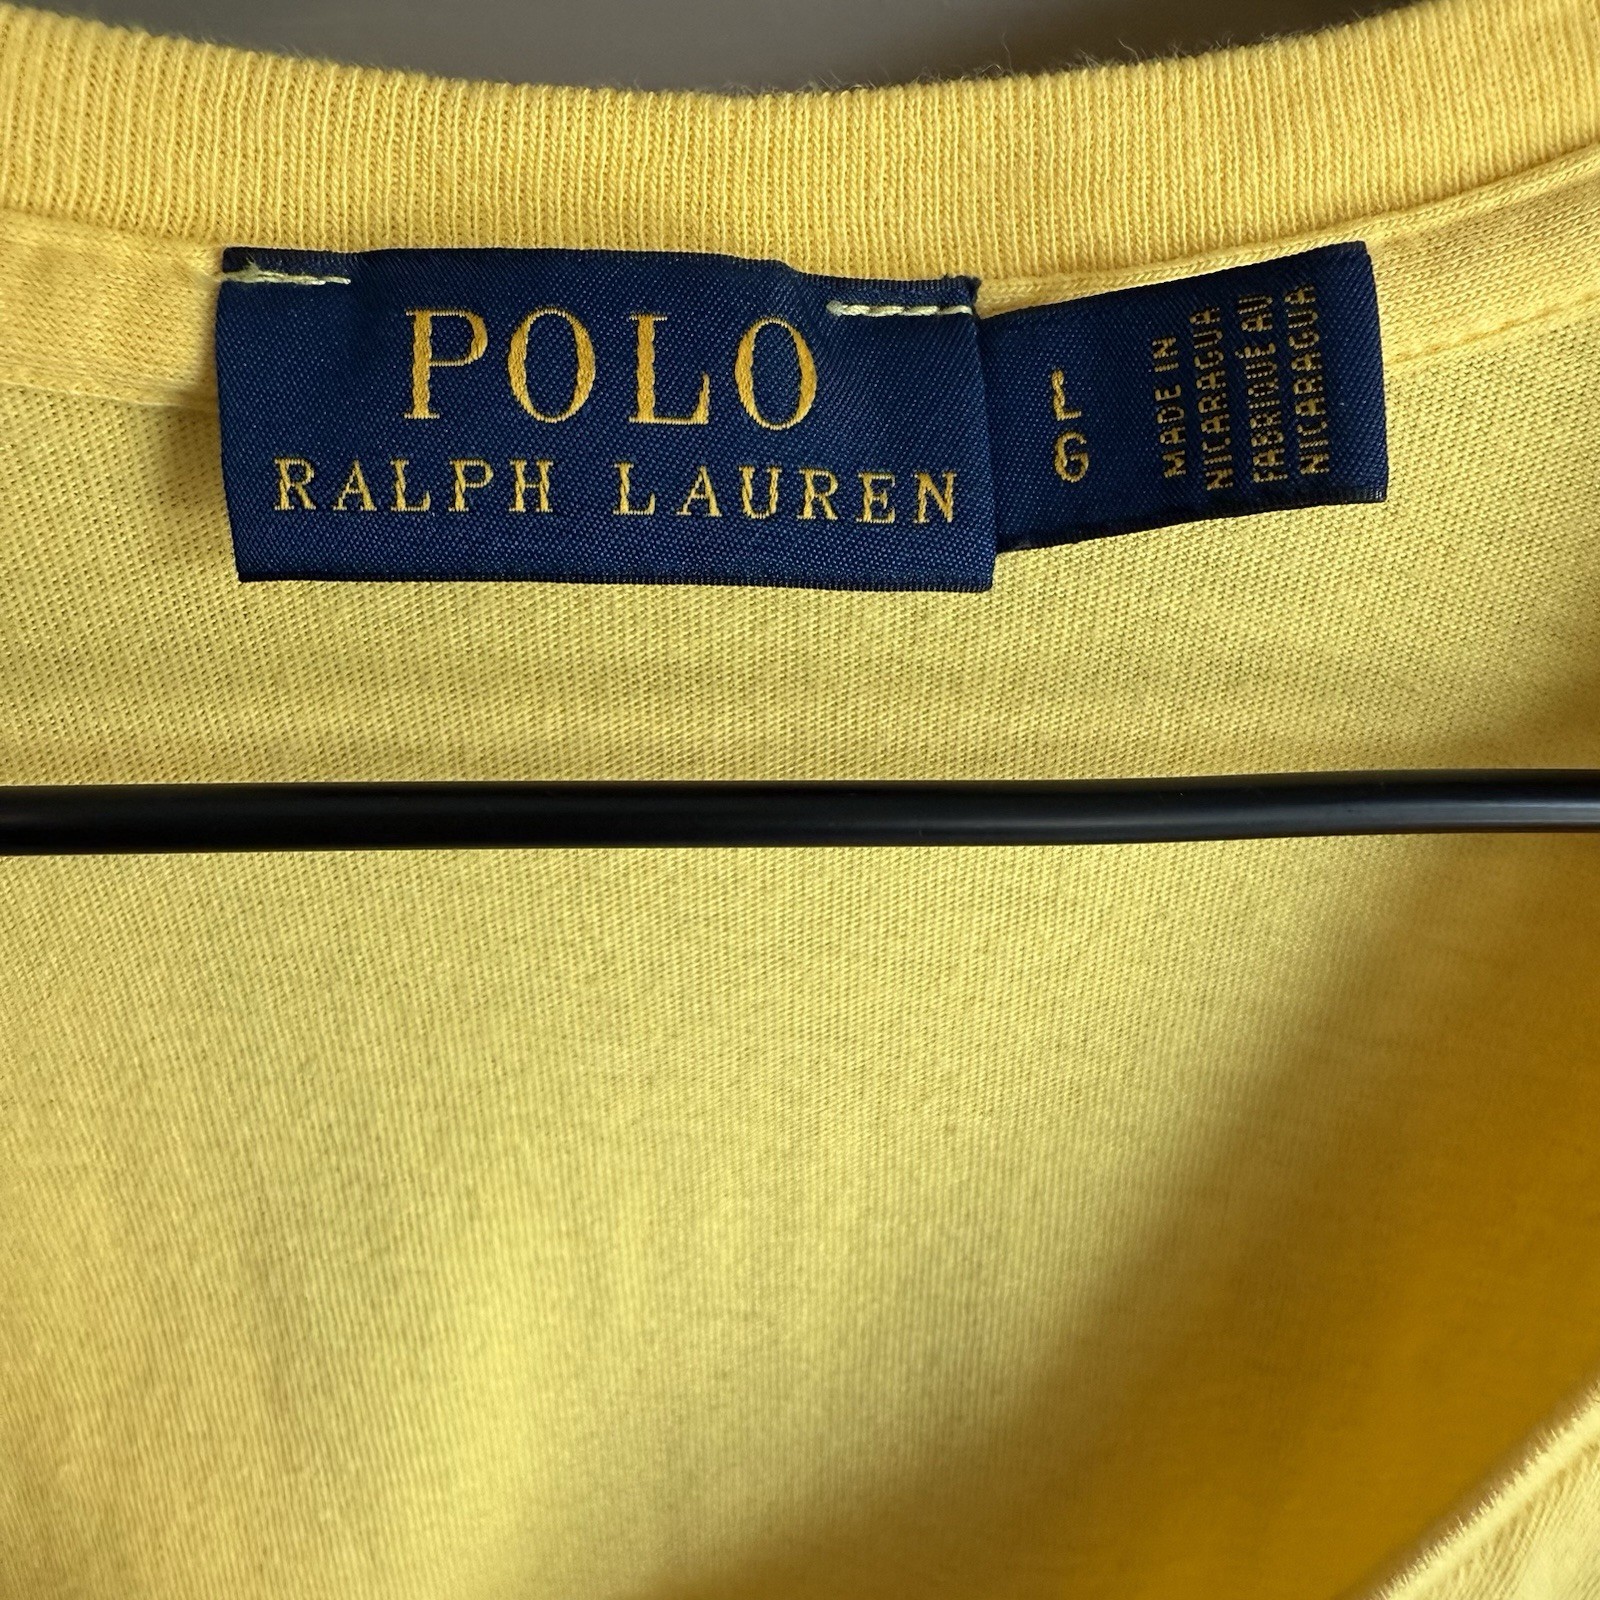 POLO
RALPH LAUREN
L
G
MADE IN
NICARAGUA
FABRIQUÉ AU
NICARAGUA